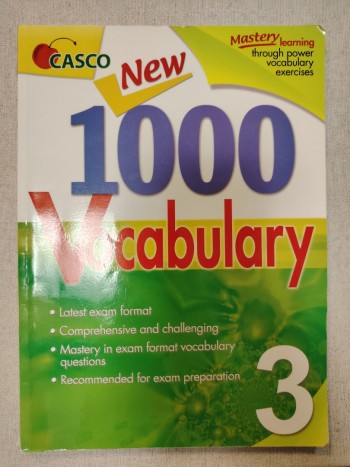 CASCO
New
Mastery learning
through power
vocabulary
exercises
1000
Vocabulary
• Latest exam format
• Comprehensive and challenging
• Mastery in exam format vocabulary
questions
• Recommended for exam preparation
3